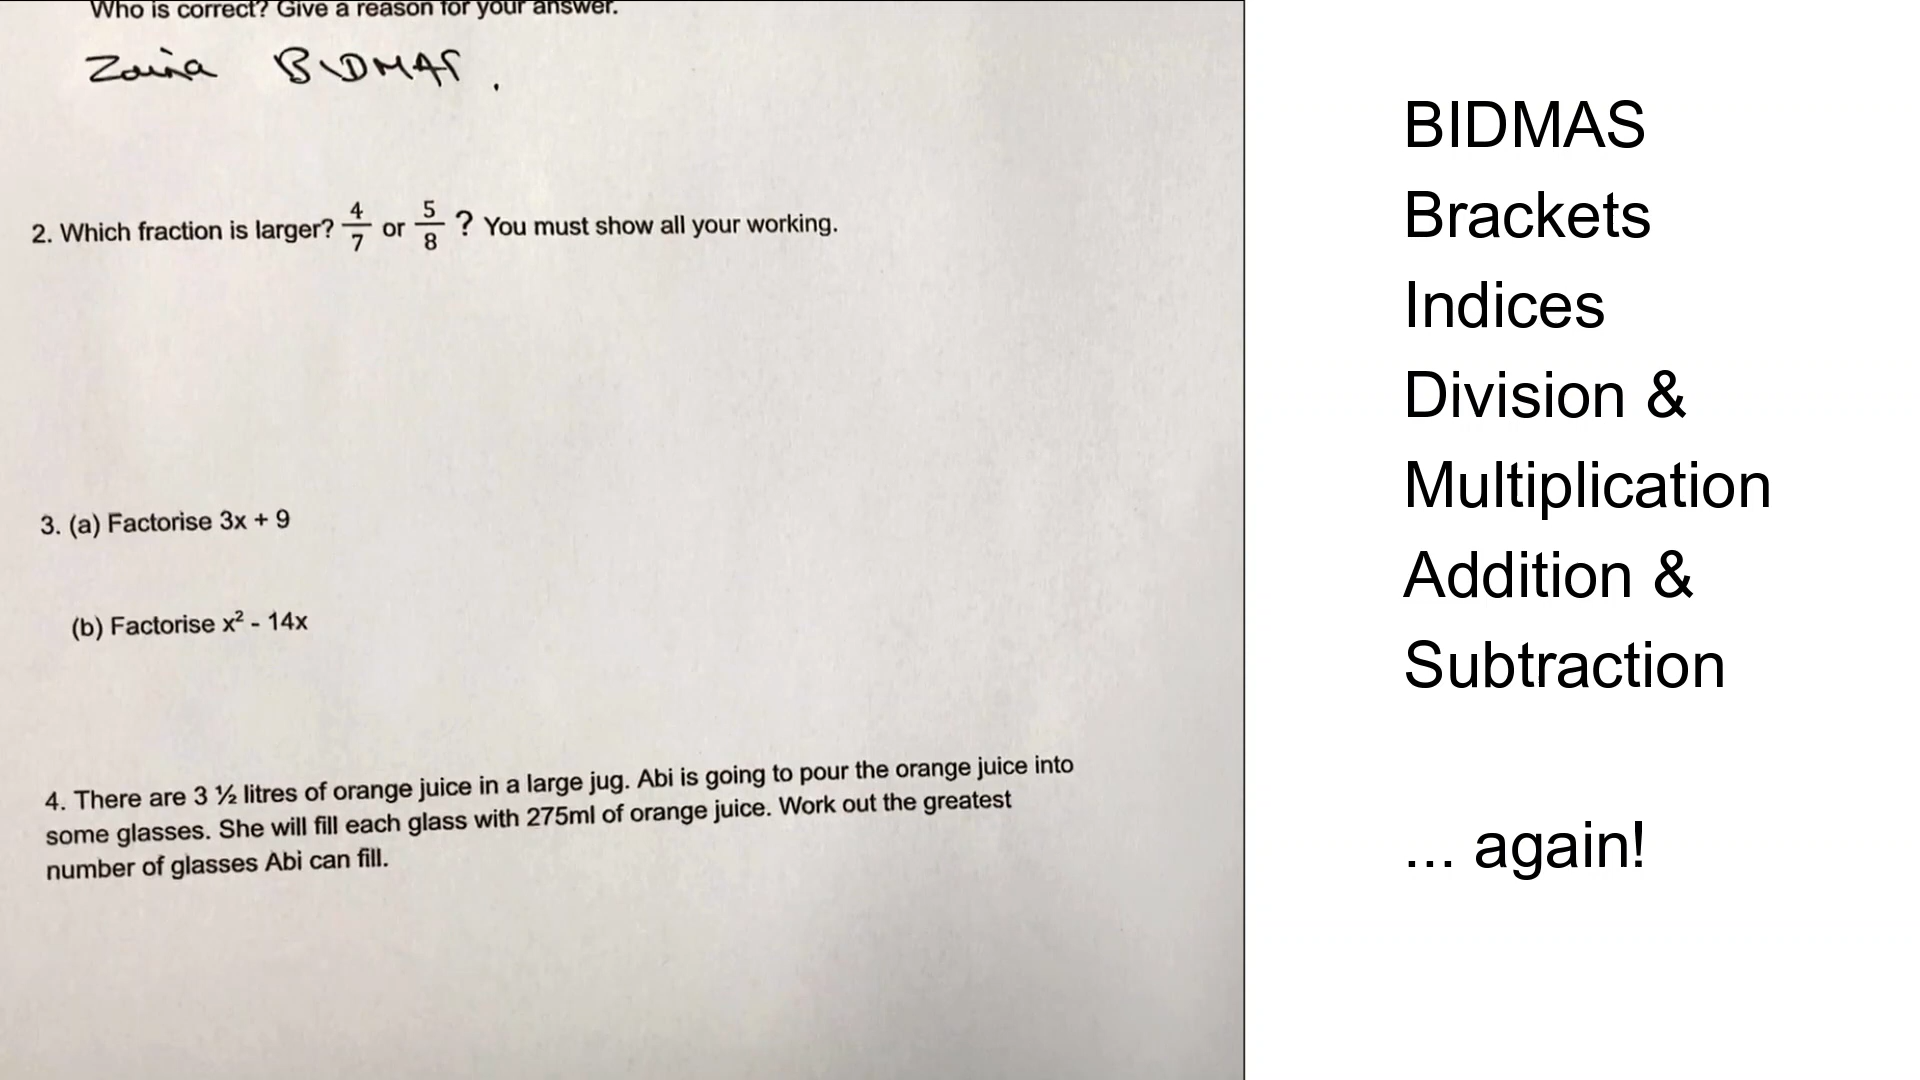 Who is correct? Give a reason for your answer.
Zaina BIDMAS.
2. Which fraction is larger? 4/7 or 5/8 ? You must show all your working.
3. (a) Factorise 3x + 9
(b) Factorise x² - 14x
4. There are 3 ½ litres of orange juice in a large jug. Abi is going to pour the orange juice into
some glasses. She will fill each glass with 275ml of orange juice. Work out the greatest
number of glasses Abi can fill.
BIDMAS
Brackets
Indices
Division &
Multiplication
Addition &
Subtraction
... again!